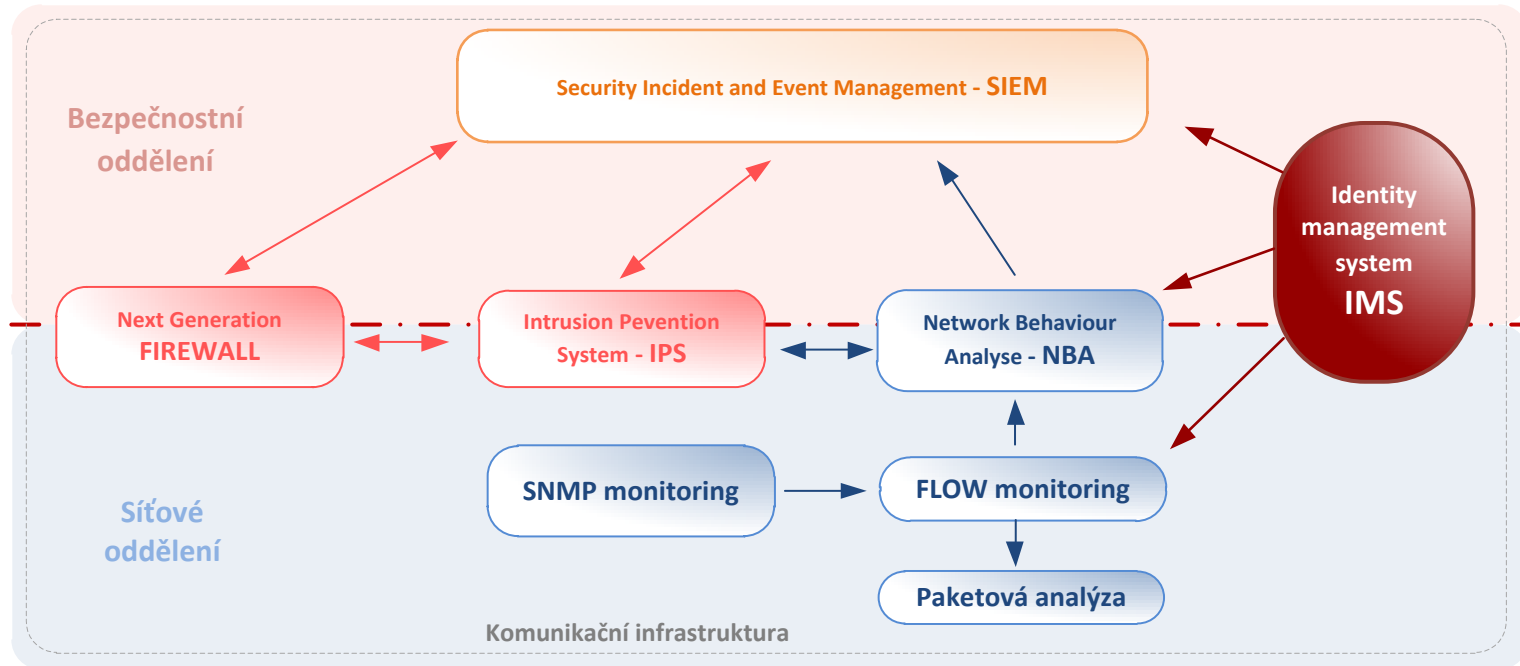 Security Incident and Event Management - SIEM
Bezpečnostní
oddělení
Identity
management
system
IMS
Next Generation
FIREWALL
Intrusion Pevention
System - IPS
Network Behaviour
Analyse - NBA
SNMP monitoring
FLOW monitoring
Síťové
oddělení
Paketová analýza
Komunikační infrastruktura